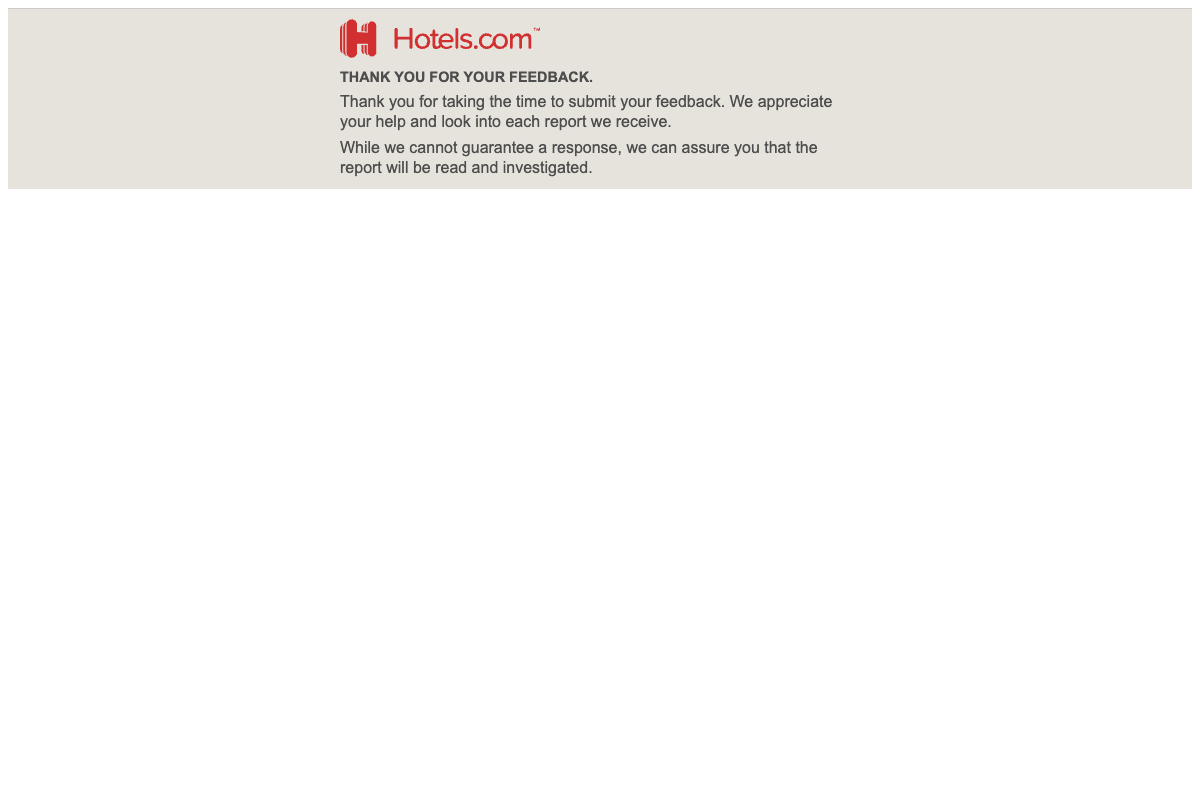 Hotels.com™
THANK YOU FOR YOUR FEEDBACK.
Thank you for taking the time to submit your feedback. We appreciate
your help and look into each report we receive.
While we cannot guarantee a response, we can assure you that the
report will be read and investigated.